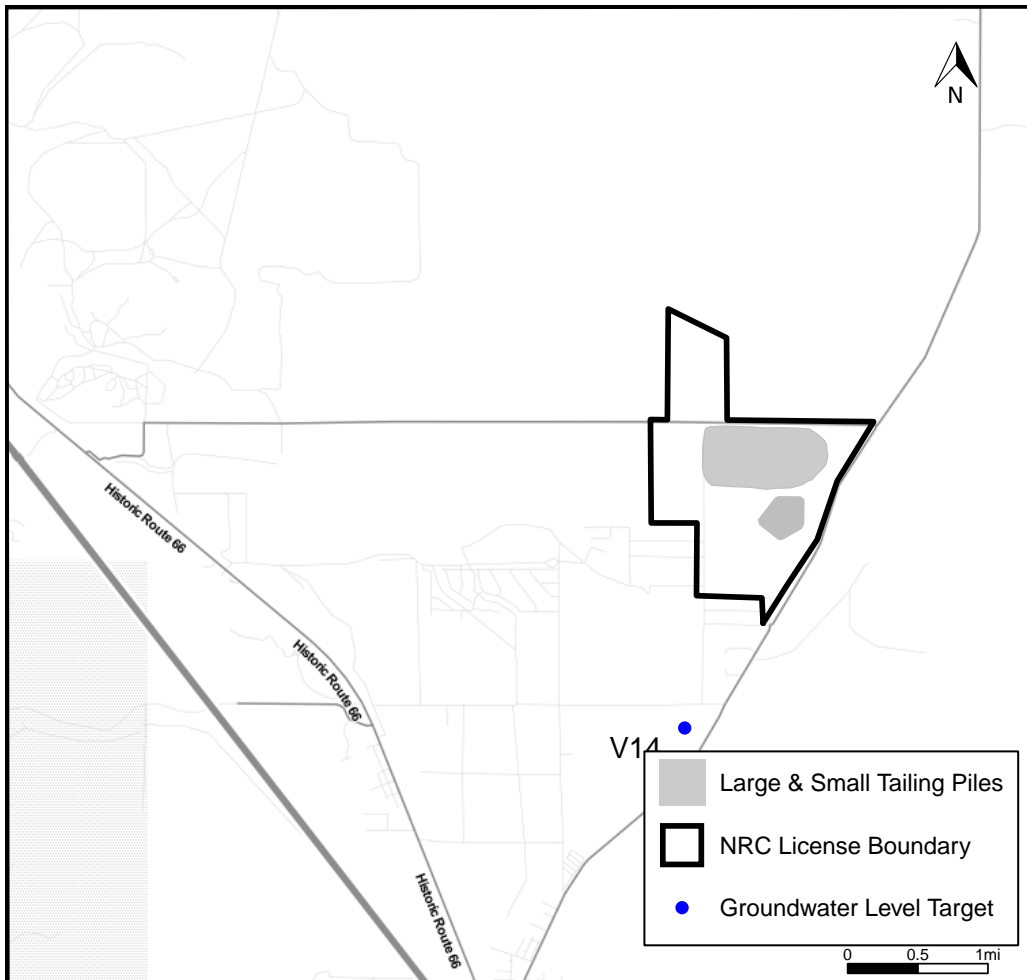 N
Historic Route 66
Historic Route 66
V14
Large & Small Tailing Piles
NRC License Boundary
Historic Route 66
Groundwater Level Target
0 0.5 1mi